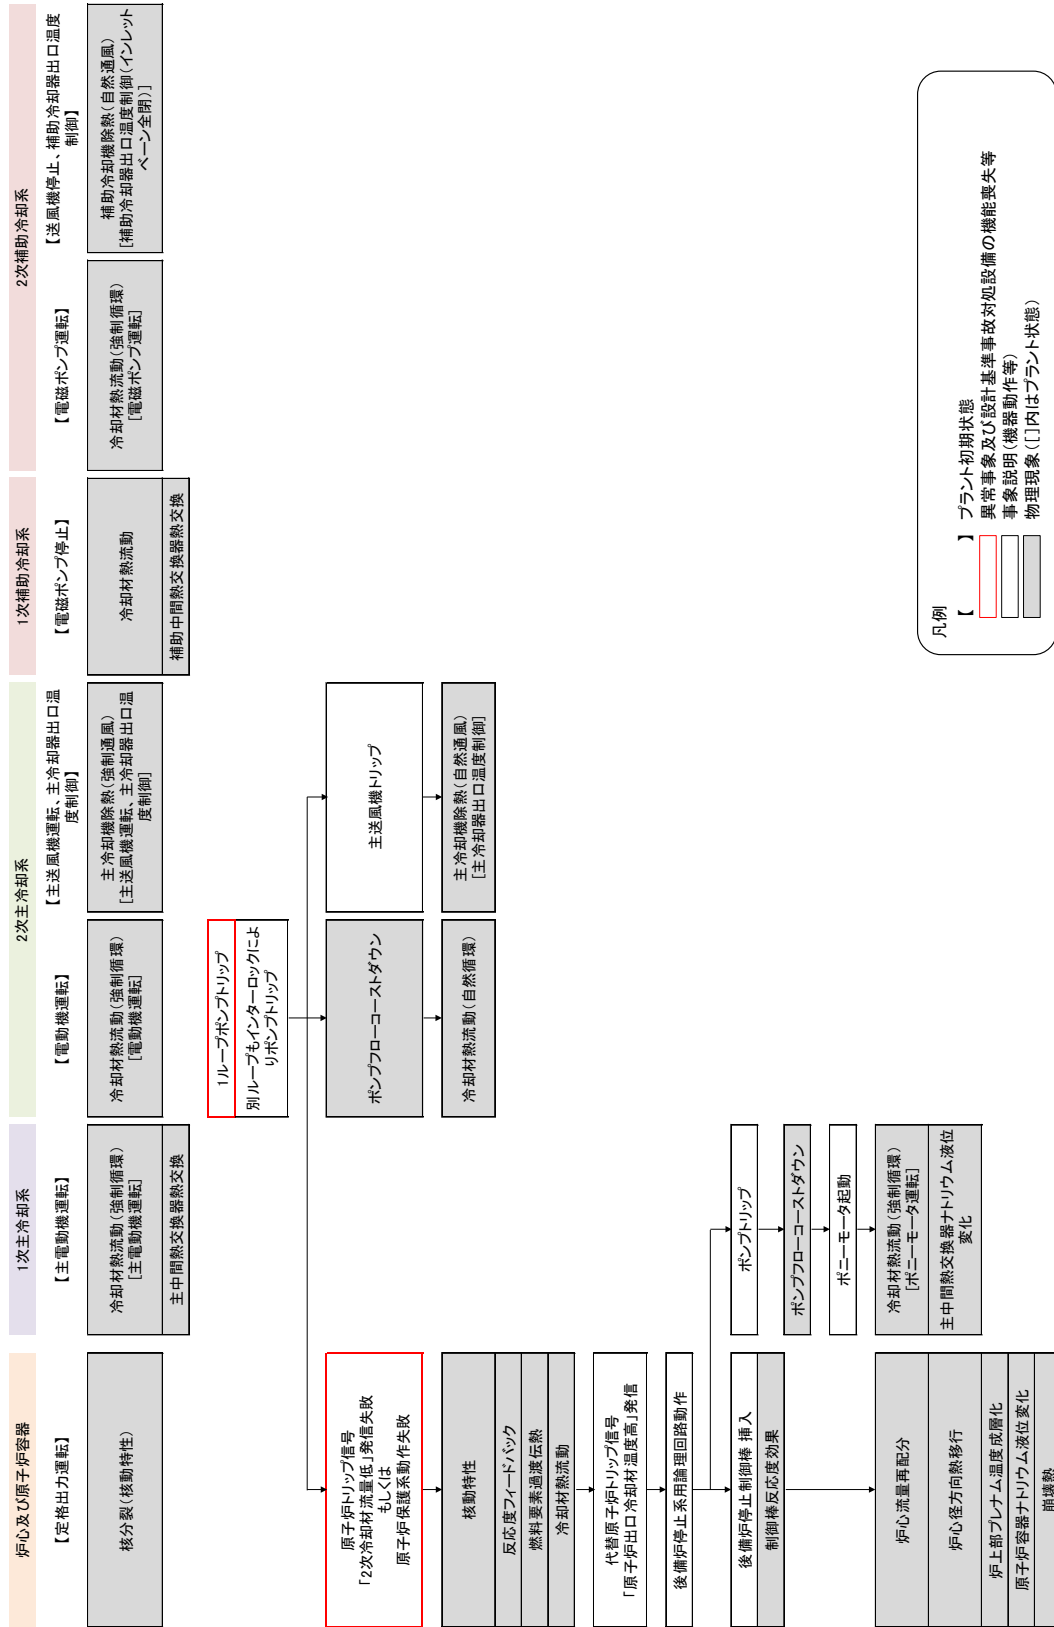 炉心及び原子炉容器
【定格出力運転】
核分裂(核動特性)
原子炉トリップ信号
「2次冷却材流量低」発信失敗
もしくは
原子炉保護系動作失敗
核動特性
反応度フィードバック
燃料要素過渡伝熱
冷却材熱流動
代替原子炉トリップ信号
「原子炉出口冷却材温度高」発信
後備炉停止系用論理回路動作
後備炉停止制御棒 挿入
制御棒反応度効果
炉心流量再配分
炉心径方向熱移行
炉上部プレナム温度成層化
原子炉容器ナトリウム液位変化
崩壊熱
1次主冷却系
【主電動機運転】
冷却材熱流動(強制循環)
[主電動機運転]
主中間熱交換器熱交換
ポンプトリップ
ポンプフローコーストダウン
ポニーモータ起動
冷却材熱流動(強制循環)
[ポニーモータ運転]
主中間熱交換器ナトリウム液位
変化
2次主冷却系
【電動機運転】
冷却材熱流動(強制循環)
[電動機運転]
1ループポンプトリップ
別ループもインターロックによ
りポンプトリップ
ポンプフローコーストダウン
冷却材熱流動(自然循環)
【主送風機運転、主冷却器出口温
度制御】
主冷却機除熱(強制通風)
[主送風機運転、主冷却器出口温
度制御]
主送風機トリップ
主冷却機除熱(自然通風)
[主冷却器出口温度制御]
1次補助冷却系
【電磁ポンプ停止】
冷却材熱流動
補助中間熱交換器熱交換
2次補助冷却系
【電磁ポンプ運転】
冷却材熱流動(強制循環)
[電磁ポンプ運転]
【送風機停止、補助冷却器出口温度
制御】
補助冷却機除熱(自然通風)
[補助冷却器出口温度制御(インレット
ベーン全閉)]
凡例
【 】 プラント初期状態
異常事象及び設計基準事故対処設備の機能喪失等
事象説明(機器動作等)
物理現象([]内はプラント状態)